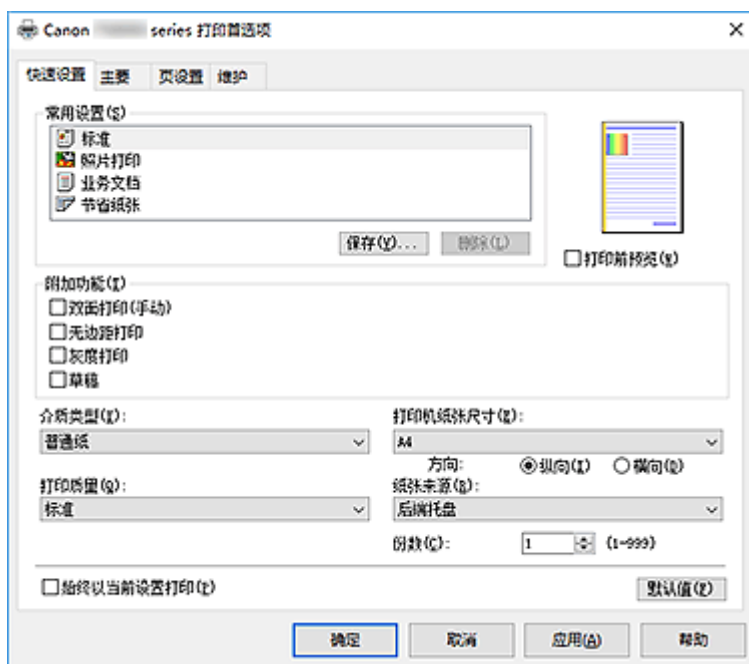 Canon series 打印首选项
快速设置 主要 页设置 维护
常用设置(S)
标准
照片打印
业务文档
节省纸张
保存(V)... 删除(L)
打印前预览(W)
附加功能(I)
双面打印(手动)
无边距打印
灰度打印
草稿
介质类型(X):
普通纸
打印机纸张尺寸(Z):
A4
方向: 纵向(I) 横向(D)
打印质量(Q):
标准
纸张来源(B):
后端托盘
份数(C): 1 (1-999)
始终以当前设置打印(P)
默认值(F)
确定 取消 应用(A) 帮助